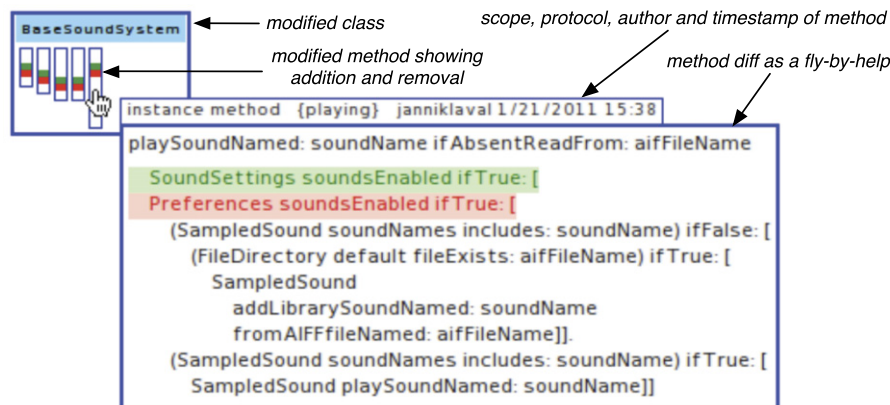 scope, protocol, author and timestamp of method
BaseSoundSystem
modified class
modified method showing
addition and removal
method diff as a fly-by-help
instance method {playing} janniklaval 1/21/2011 15:38
playSoundNamed: soundName ifAbsentReadFrom: aifFileName
SoundSettings soundsEnabled ifTrue: [
Preferences soundsEnabled ifTrue: [
(SampledSound soundNames includes: soundName) ifFalse: [
(FileDirectory default fileExists: aifFileName) ifTrue: [
SampledSound
addLibrarySoundNamed: soundName
fromAIFFfileNamed: aifFileName]].
(SampledSound soundNames includes: soundName) ifTrue: [
SampledSound playSoundNamed: soundName]]